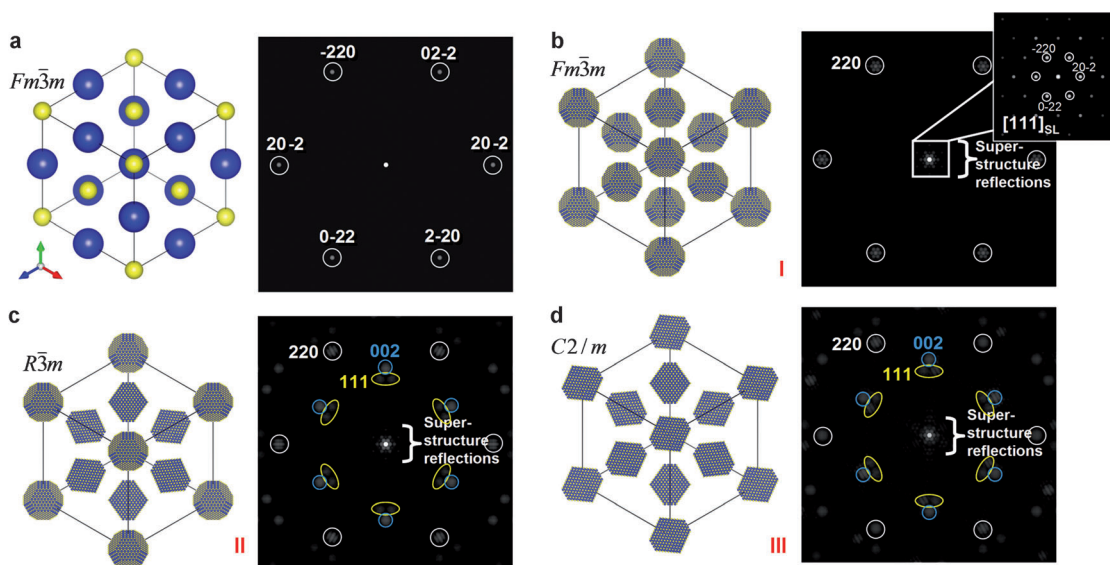 a
Fm3̅m
-220
02-2
20-2
20-2
0-22
2-20
b
Fm3̅m
I
220
Super-
structure
reflections
-220
20-2
0-22
[111]SL
c
R3̅m
II
220
002
111
Super-
structure
reflections
d
C2/m
III
220
002
111
Super-
structure
reflections